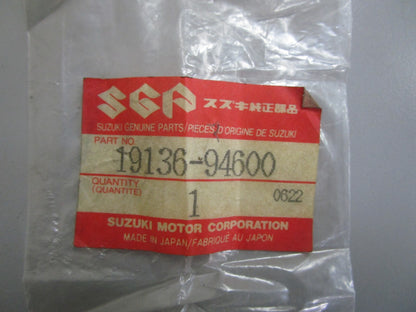 SGP スズキ純正部品
SUZUKI GENUINE PARTS/PIECES D'ORIGINE DE SUZUKI
PART NO.
19136-94600
QUANTITY
(QUANTITE) 1 0622
SUZUKI MOTOR CORPORATION
MADE IN JAPAN/FABRIQUE AU JAPON